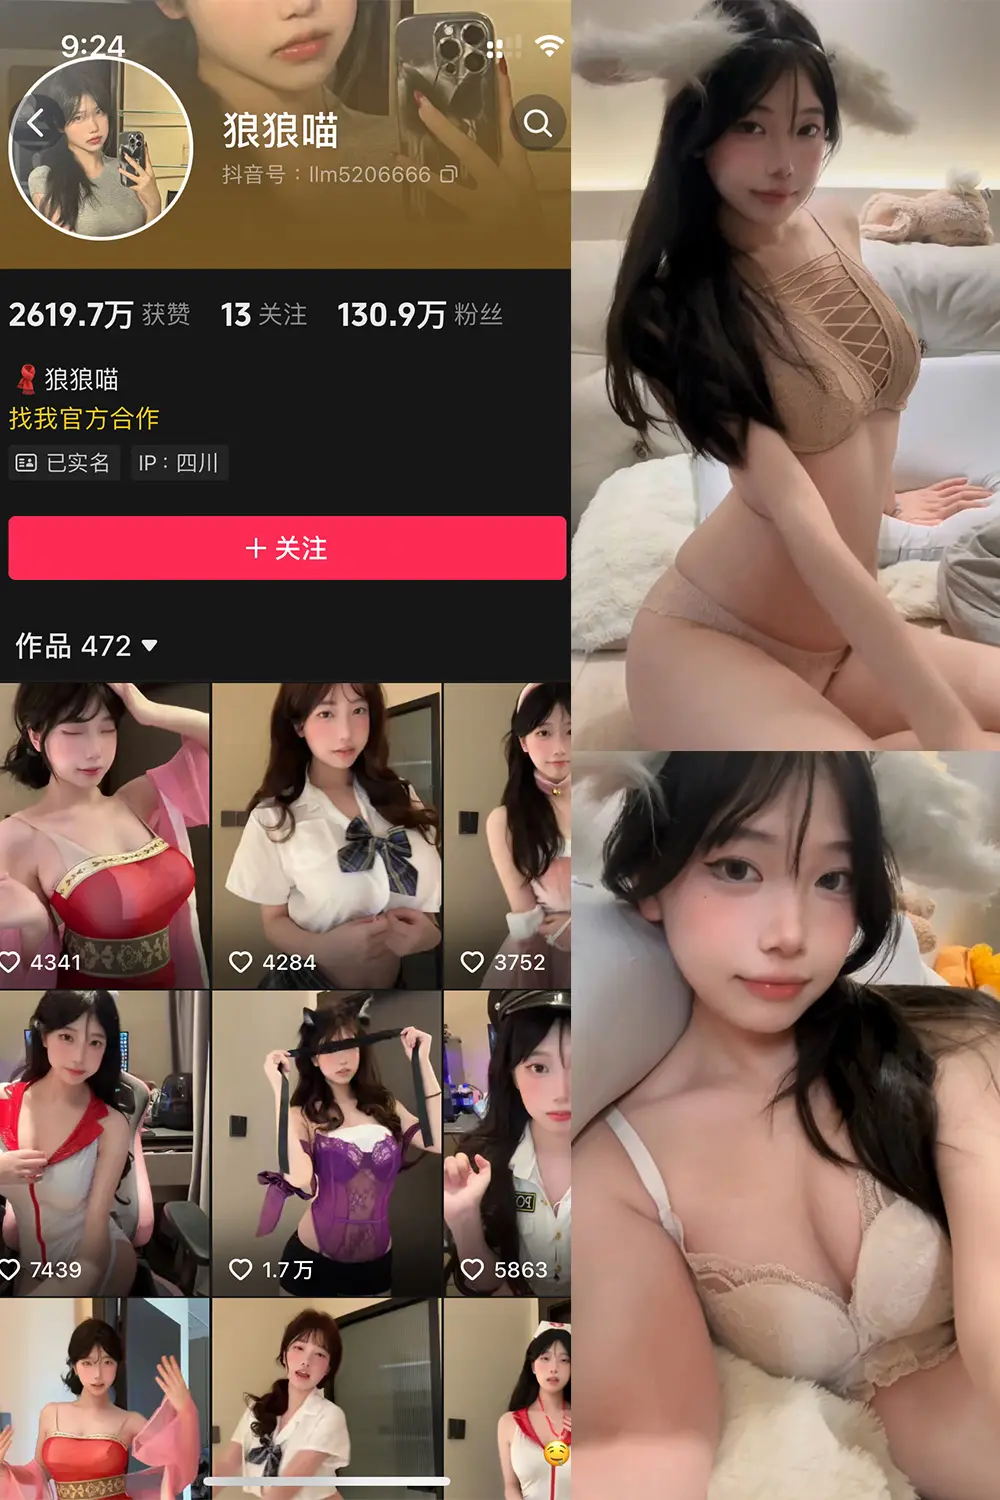 9:24
狼狼喵
抖音号：llm5206666
2619.7万 获赞 13 关注 130.9万 粉丝
狼狼喵
找我官方合作
已实名 IP：四川
+ 关注
作品 472
4341 4284 3752
7439 1.7万 5863